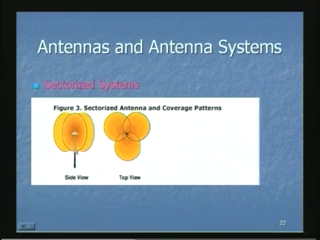 Antennas and Antenna Systems
Sectorized Systems
Figure 3. Sectorized Antenna and Coverage Patterns
Side View
Top View
22